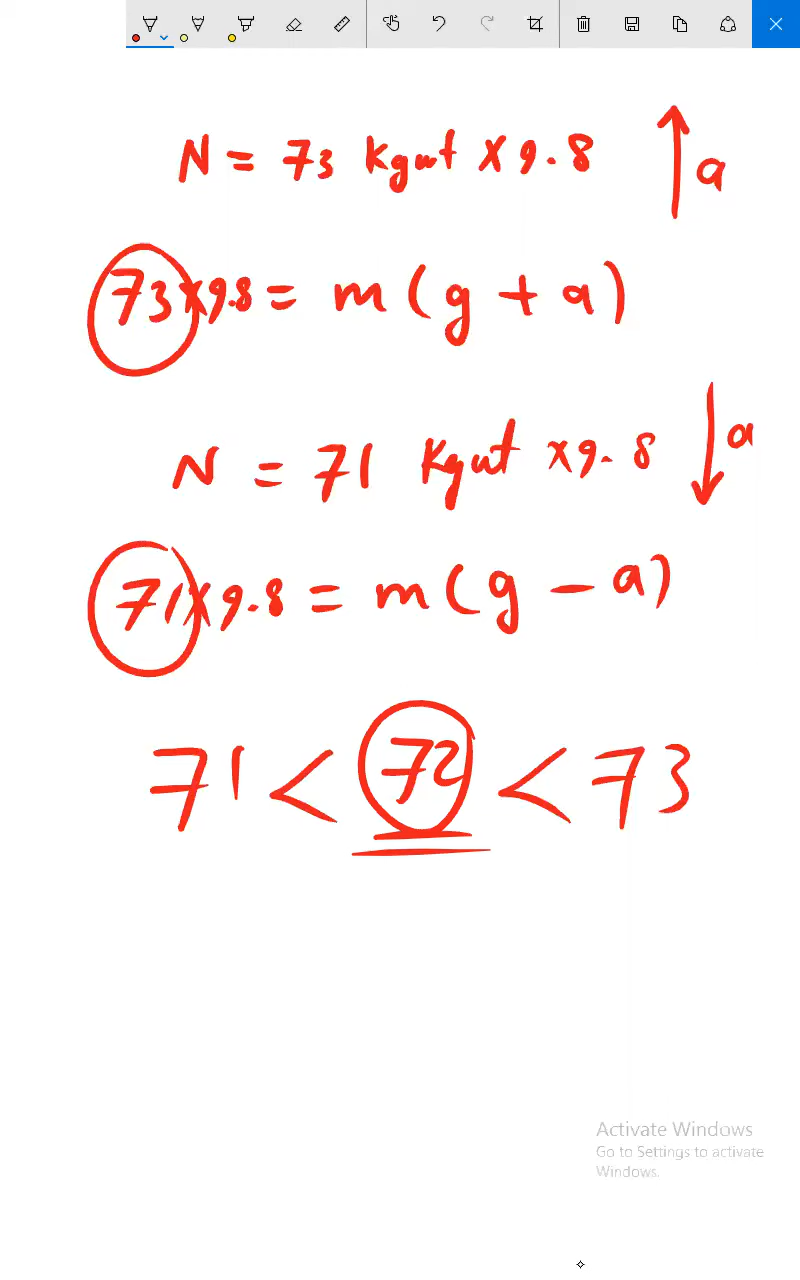 N = 73 Kgwt × 9.8 a
73 × 9.8 = m ( g + a )
N = 71 Kgwt × 9.8 a
71 × 9.8 = m ( g − a )
71 < 72 < 73
Activate Windows
Go to Settings to activate
Windows.